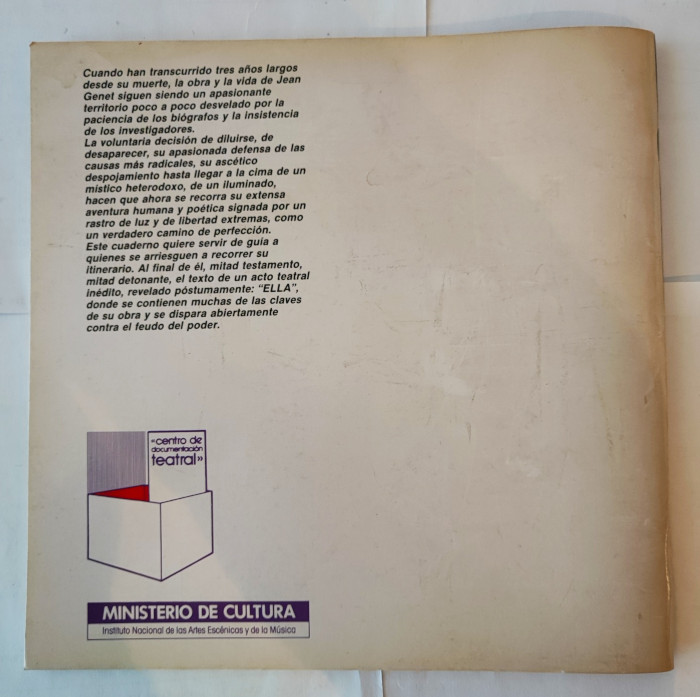 Cuando han transcurrido tres años largos
desde su muerte, la obra y la vida de Jean
Genet siguen siendo un apasionante
territorio poco a poco desvelado por la
paciencia de los biógrafos y la insistencia
de los investigadores.
La voluntaria decisión de diluirse, de
desaparecer, su apasionada defensa de las
causas más radicales, su ascético
despojamiento hasta llegar a la cima de un
místico heterodoxo, de un iluminado,
hacen que ahora se recorra su extensa
aventura humana y poética signada por un
rastro de luz y de libertad extremas, como
un verdadero camino de perfección.
Este cuaderno quiere servir de guía a
quienes se arriesguen a recorrer su
itinerario. Al final de él, mitad testamento,
mitad detonante, el texto de un acto teatral
inédito, revelado póstumamente: “ELLA”,
donde se contienen muchas de las claves
de su obra y se dispara abiertamente
contra el feudo del poder.
«centro de
documentación
teatral»
MINISTERIO DE CULTURA
Instituto Nacional de las Artes Escénicas y de la Música